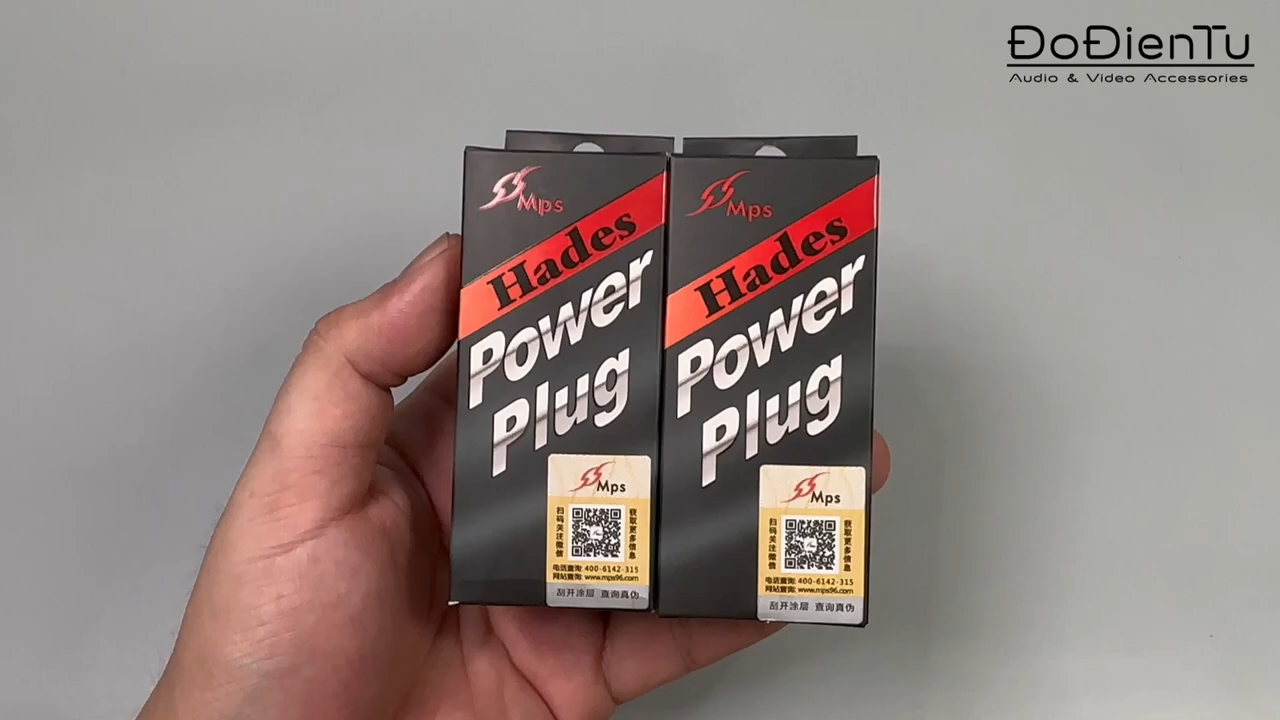 ĐoĐienTu
Audio & Video Accessories
Mps
Hades
Power
Plug
Mps
扫码关注微信
获取更多信息
电话查询: 400-6142-315
网站查询: www.mps96.com
刮开涂层 查询真伪
Mps
Hades
Power
Plug
Mps
扫码关注微信
获取更多信息
电话查询: 400-6142-315
网站查询: www.mps96.com
刮开涂层 查询真伪